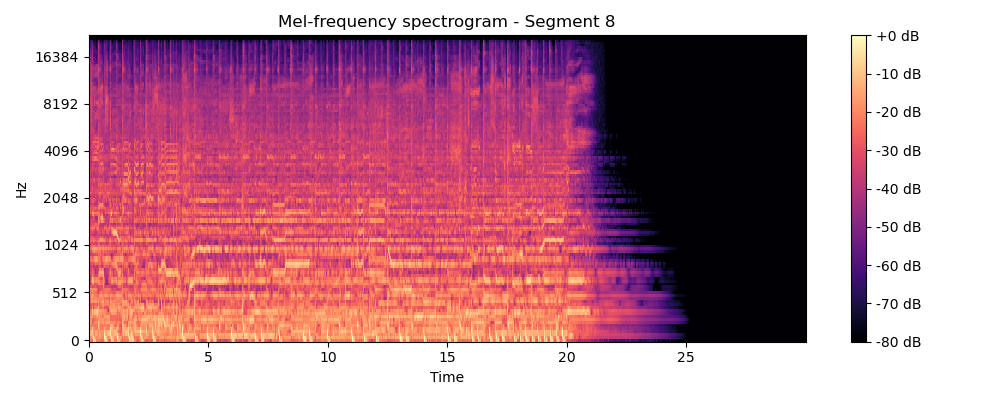 Mel-frequency spectrogram - Segment 8
Hz
16384
8192
4096
2048
1024
512
0
0 5 10 15 20 25
Time
+0 dB
-10 dB
-20 dB
-30 dB
-40 dB
-50 dB
-60 dB
-70 dB
-80 dB